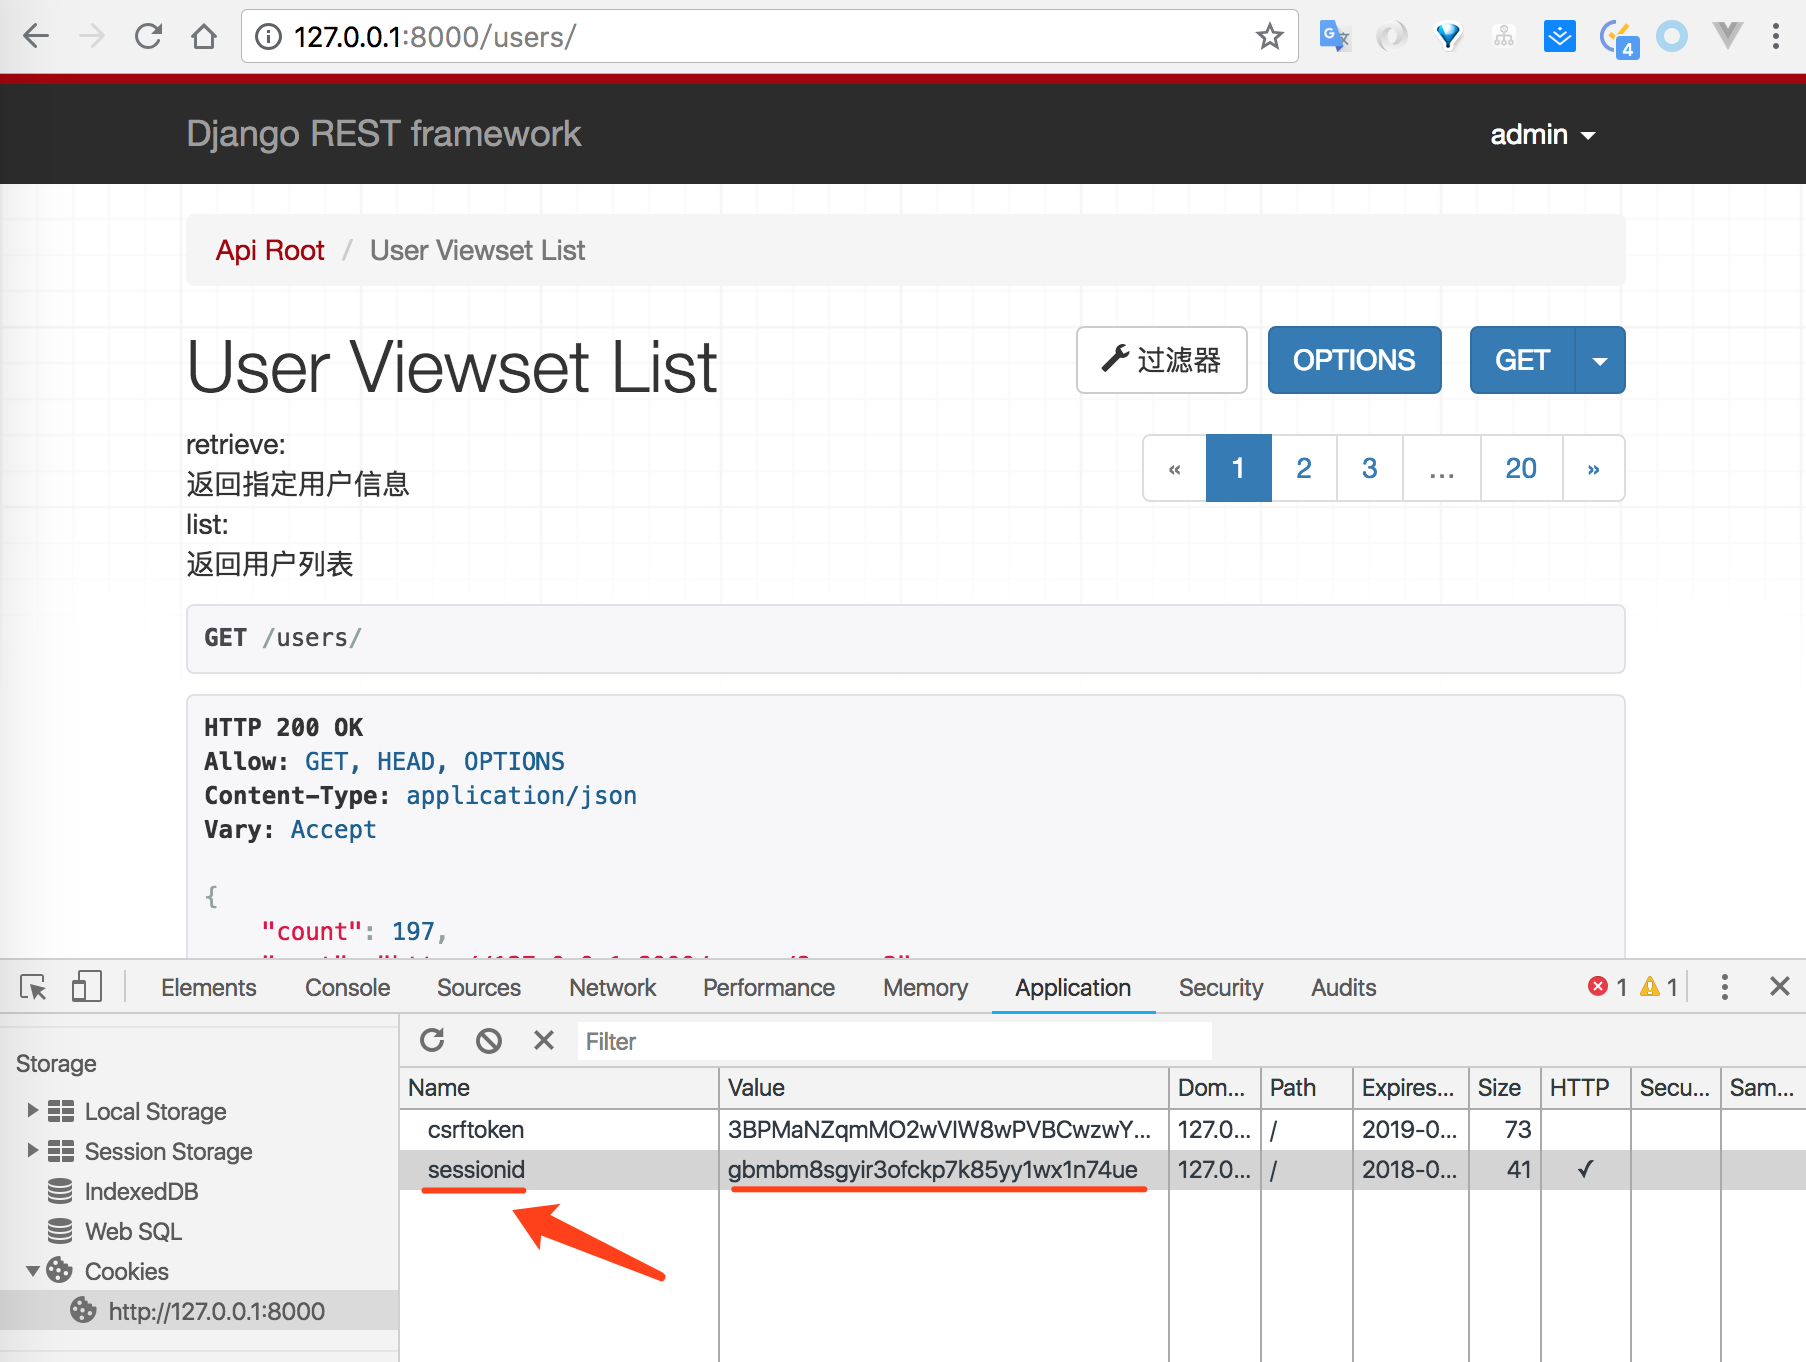 127.0.0.1:8000/users/
4
Django REST framework
admin
Api Root / User Viewset List
User Viewset List
过滤器
OPTIONS
GET
retrieve:
返回指定用户信息
list:
返回用户列表
« 1 2 3 … 20 »
GET /users/
HTTP 200 OK
Allow: GET, HEAD, OPTIONS
Content-Type: application/json
Vary: Accept
{
"count": 197,
Elements Console Sources Network Performance Memory Application Security Audits 1 1
Filter
Storage
Local Storage
Session Storage
IndexedDB
Web SQL
Cookies
http://127.0.0.1:8000
Name Value Dom... Path Expires... Size HTTP Secu... Sam...
csrftoken 3BPMaNZqmMO2wVIW8wPVBCwzwY... 127.0... / 2019-0... 73
sessionid gbmbm8sgyir3ofckp7k85yy1wx1n74ue 127.0... / 2018-0... 41 ✓